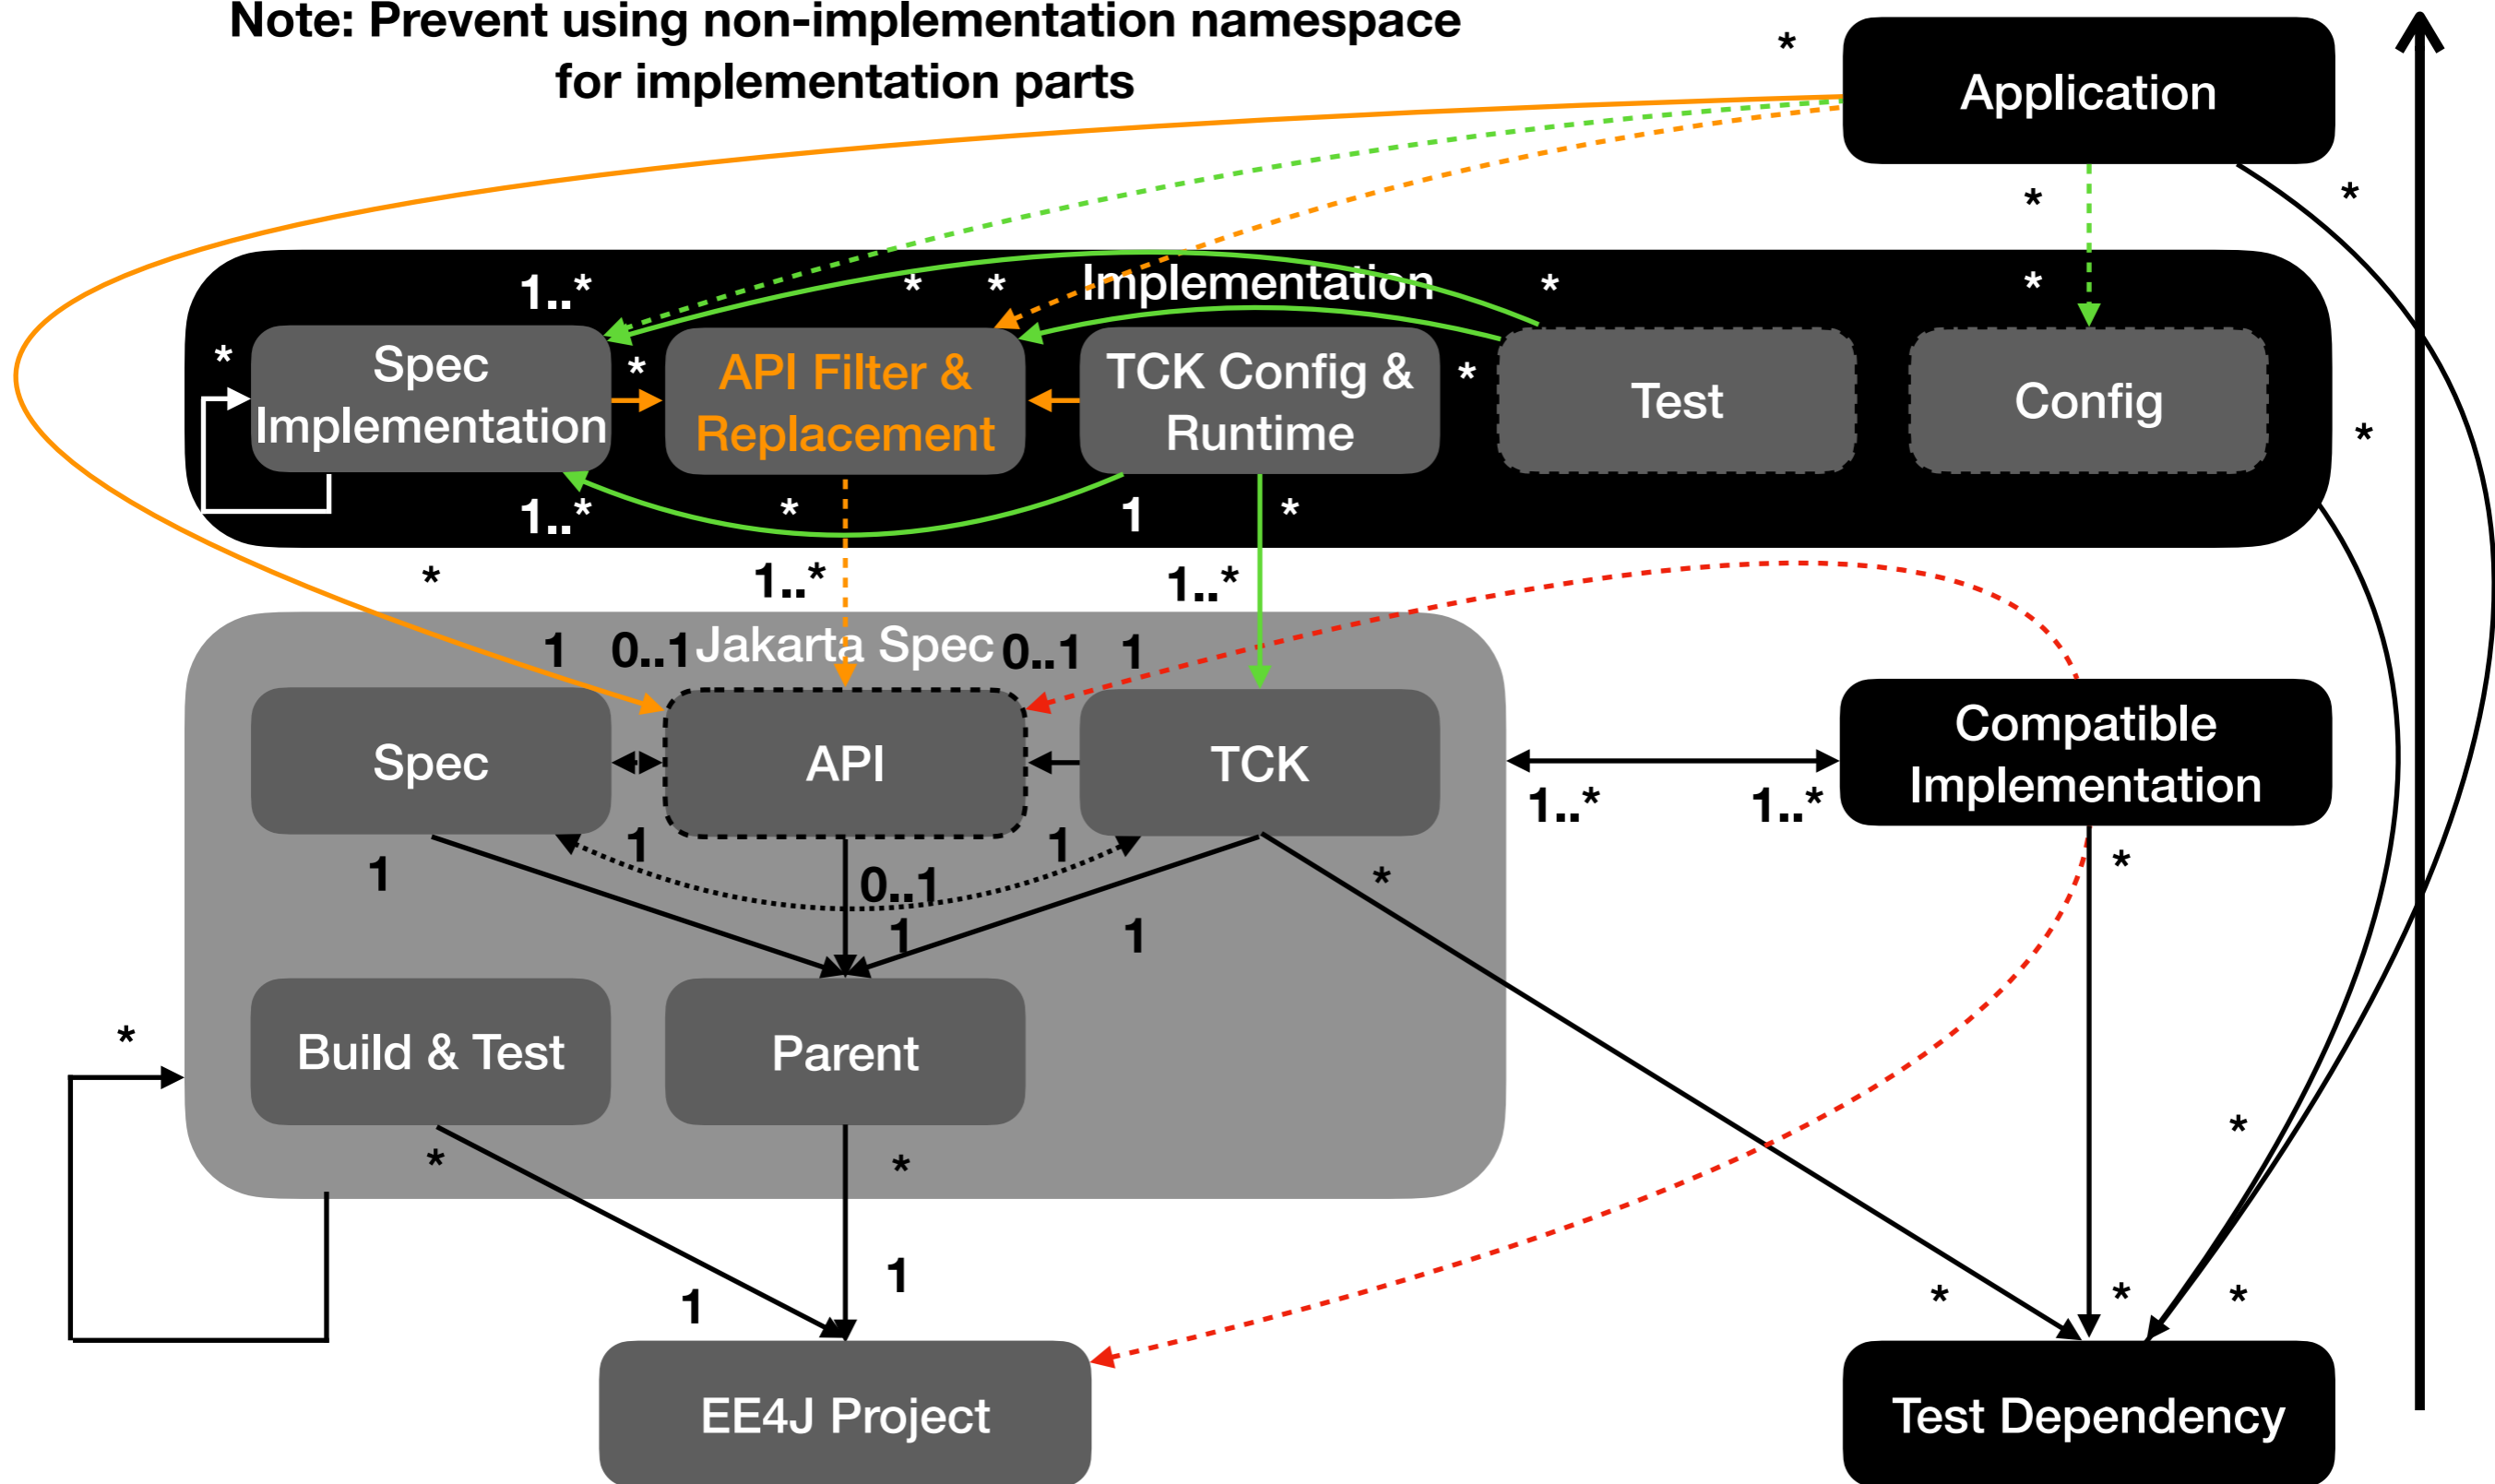 Note: Prevent using non-implementation namespace
for implementation parts
*
Application
*
*
1..*
*
*
Implementation
*
*
*
Spec
Implementation
*
API Filter &
Replacement
TCK Config &
Runtime
*
Test
Config
*
1..*
*
1
*
*
1..*
1..*
1
0..1
Jakarta Spec
0..1
1
Spec
API
TCK
Compatible
Implementation
1..*
1..*
1
1
1
0..1
*
*
1
1
*
Build & Test
Parent
*
*
*
1
1
*
*
*
EE4J Project
Test Dependency